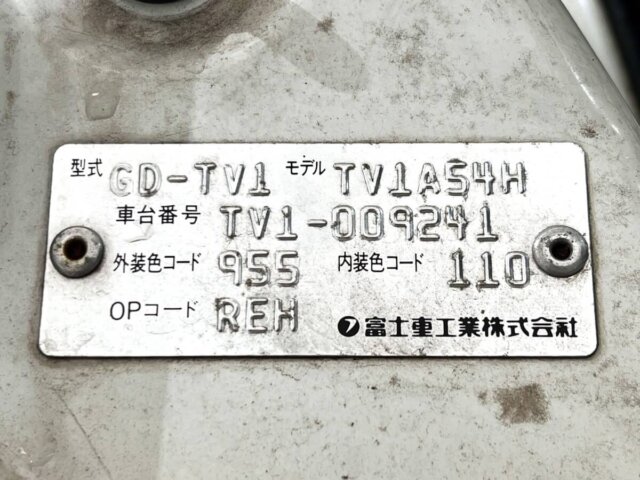 型式 GD-TV1 モデル TV1A54H
車台番号 TV1-009241
外装色コード 955 内装色コード 110
OPコード REH
富士重工業株式会社